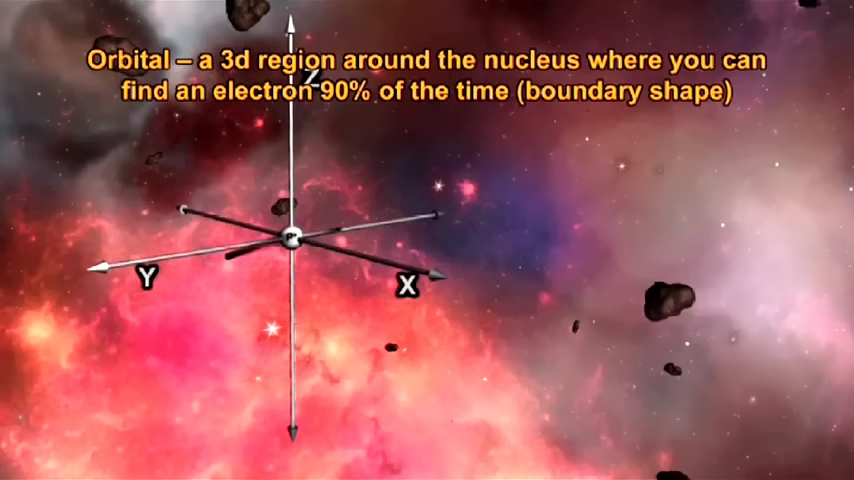 Orbital – a 3d region around the nucleus where you can
find an electron 90% of the time (boundary shape)
Z
Y
X